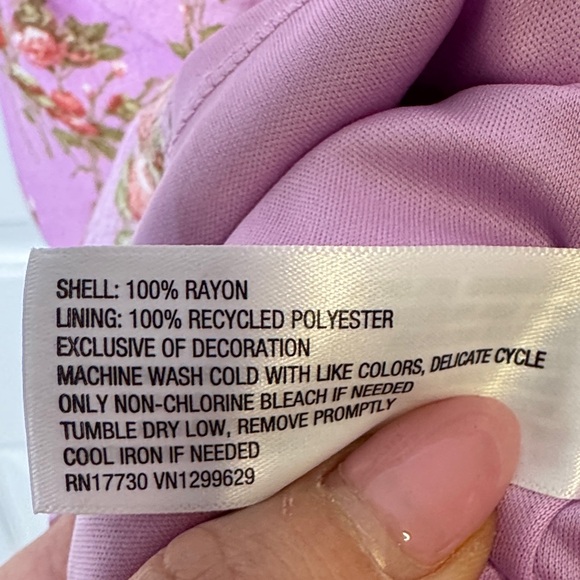 SHELL: 100% RAYON
LINING: 100% RECYCLED POLYESTER
EXCLUSIVE OF DECORATION
MACHINE WASH COLD WITH LIKE COLORS, DELICATE CYCLE
ONLY NON-CHLORINE BLEACH IF NEEDED
TUMBLE DRY LOW, REMOVE PROMPTLY
COOL IRON IF NEEDED
RN17730 VN1299629